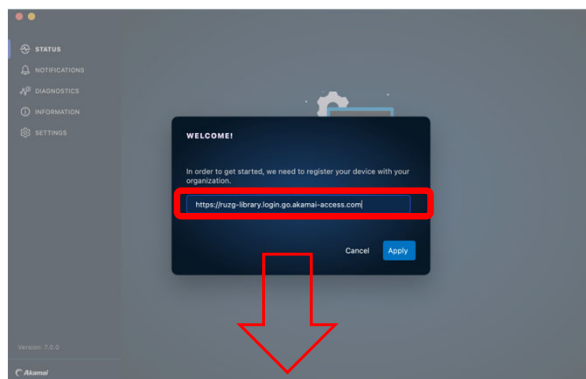 STATUS
NOTIFICATIONS
DIAGNOSTICS
INFORMATION
SETTINGS
WELCOME!
In order to get started, we need to register your device with your
organization.
https://ruzg-library.login.go.akamai-access.com
Cancel
Apply
Version: 7.0.0
Akamai